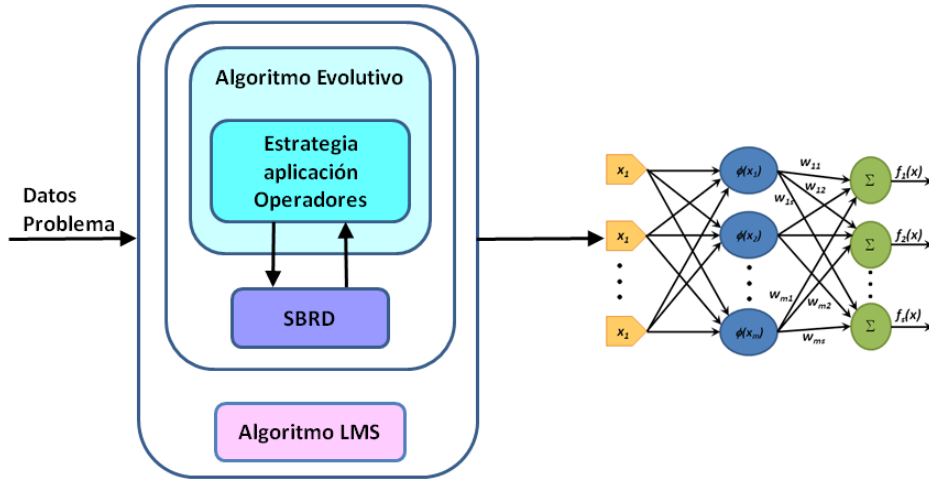 Datos
Problema
Algoritmo Evolutivo
Estrategia
aplicación
Operadores
SBRD
Algoritmo LMS
x₁
x₁
x₁
ϕ(x₁)
ϕ(x₂)
ϕ(xₘ)
w₁₁
w₁₂
w₁ₛ
wₘ₁
wₘ₂
wₘₛ
Σ
Σ
Σ
f₁(x)
f₂(x)
fₛ(x)